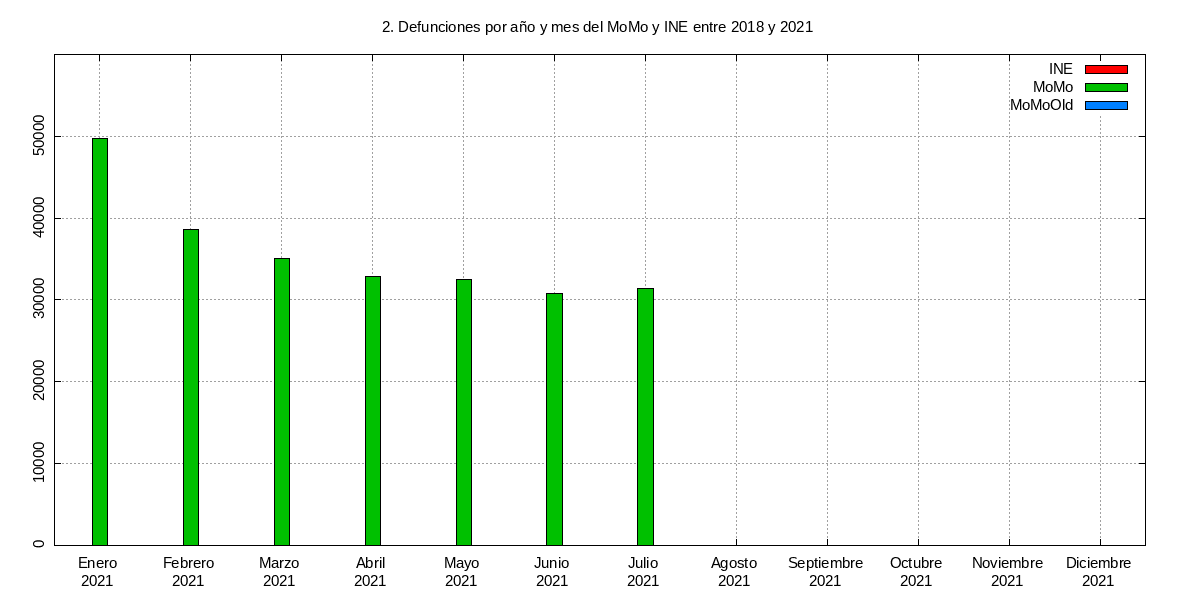 2. Defunciones por año y mes del MoMo y INE entre 2018 y 2021
INE
MoMo
MoMoOld
50000
40000
30000
20000
10000
0
Enero Febrero Marzo Abril Mayo Junio Julio Agosto Septiembre Octubre Noviembre Diciembre
2021 2021 2021 2021 2021 2021 2021 2021 2021 2021 2021 2021